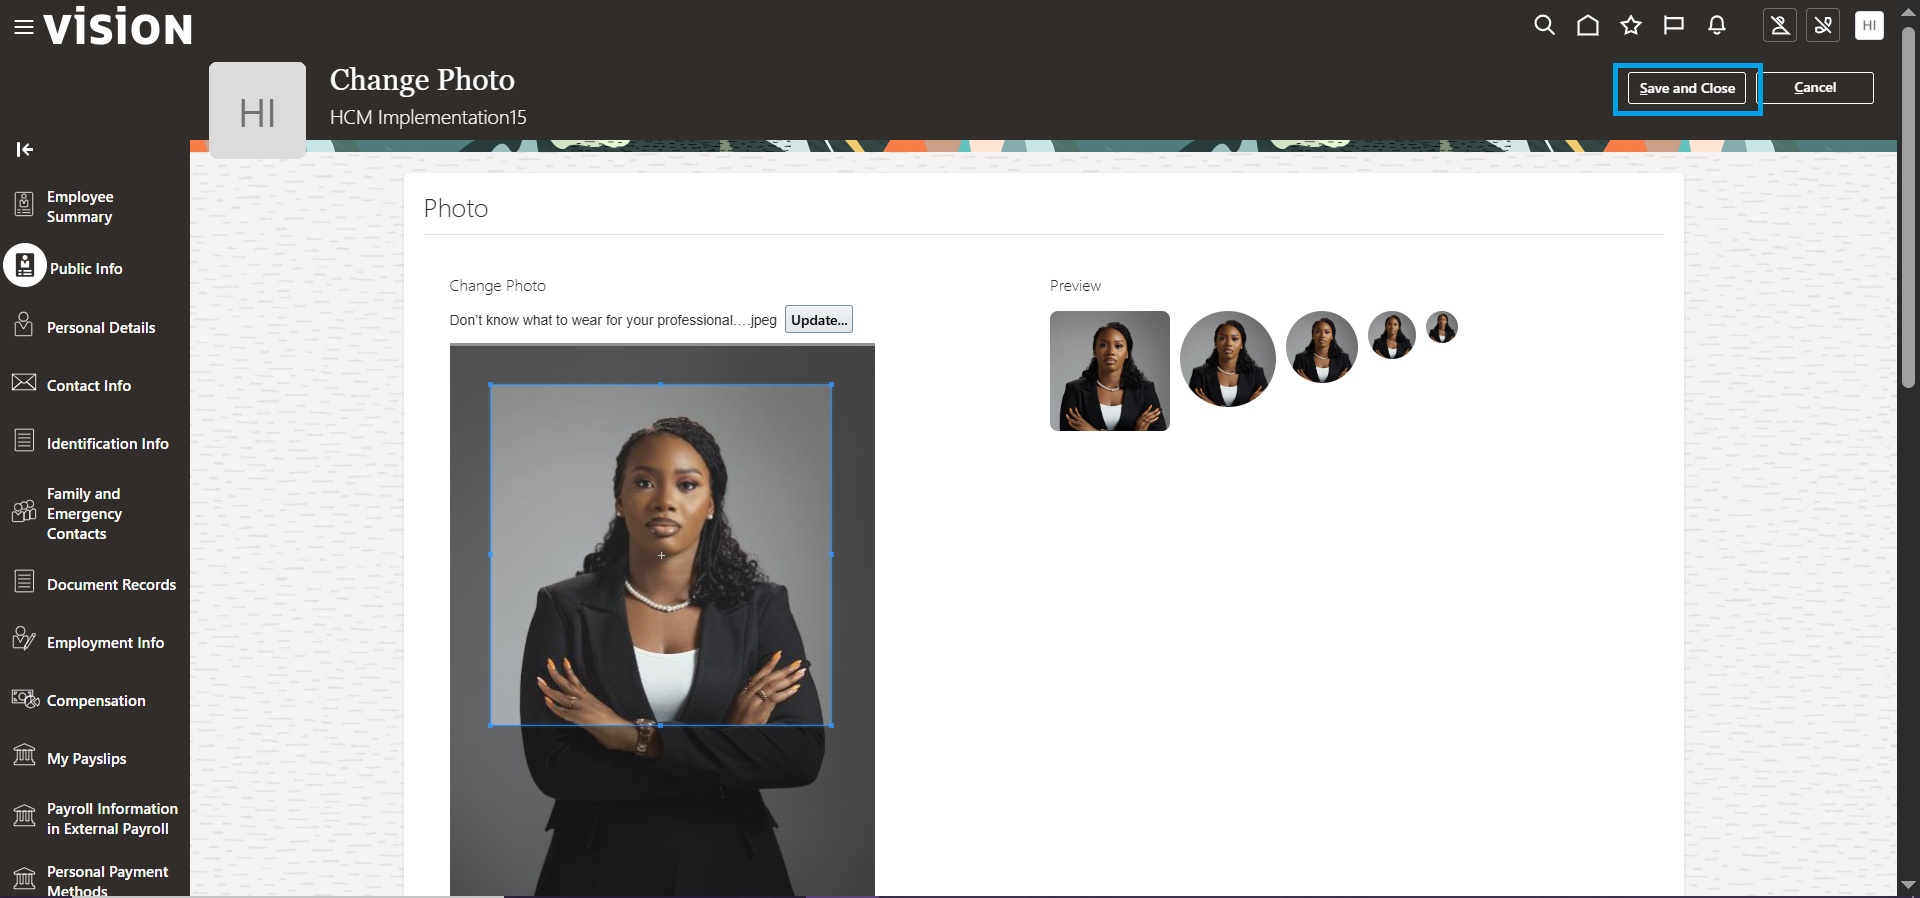 vision
HI
HI
Change Photo
HCM Implementation15
Save and Close
Cancel
Employee
Summary
Public Info
Personal Details
Contact Info
Identification Info
Family and
Emergency
Contacts
Document Records
Employment Info
Compensation
My Payslips
Payroll Information
in External Payroll
Personal Payment
Methods
Photo
Change Photo
Don’t know what to wear for your professional….jpeg
Update...
Preview